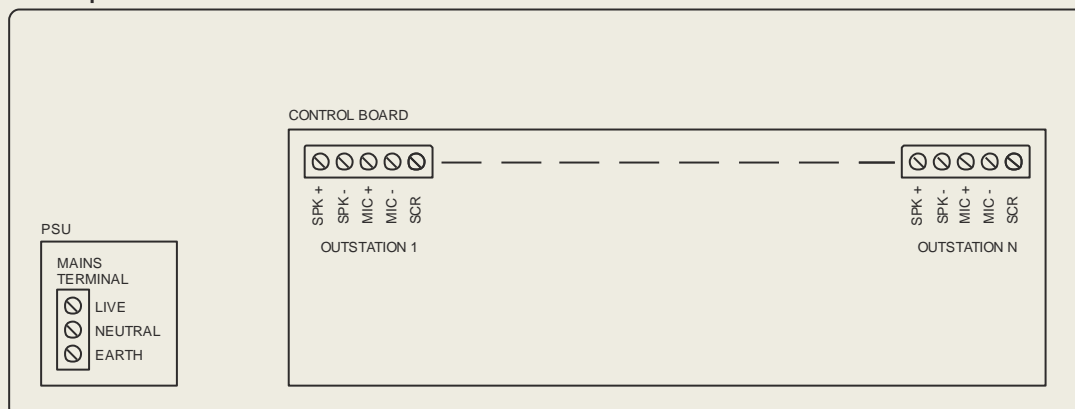 CONTROL BOARD
SPK +
SPK -
MIC +
MIC -
SCR
OUTSTATION 1
SPK +
SPK -
MIC +
MIC -
SCR
OUTSTATION N
PSU
MAINS
TERMINAL
LIVE
NEUTRAL
EARTH